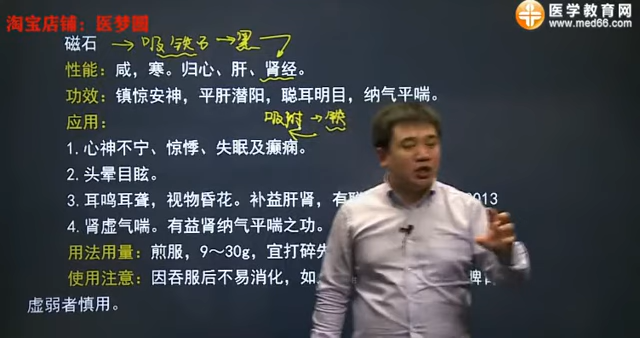 淘宝店铺：医梦圆
医学教育网
www.med66.com
磁石 → 吸铁石 → 黑
性能：咸，寒。归心、肝、肾经。
功效：镇惊安神，平肝潜阳，聪耳明目，纳气平喘。
应用：
1.心神不宁、惊悸、失眠及癫痫。
2.头晕目眩。
3.耳鸣耳聋，视物昏花。补益肝肾，有 2013
4.肾虚气喘。有益肾纳气平喘之功。
用法用量：煎服，9～30g，宜打碎先
使用注意：因吞服后不易消化，如 脾
虚弱者慎用。